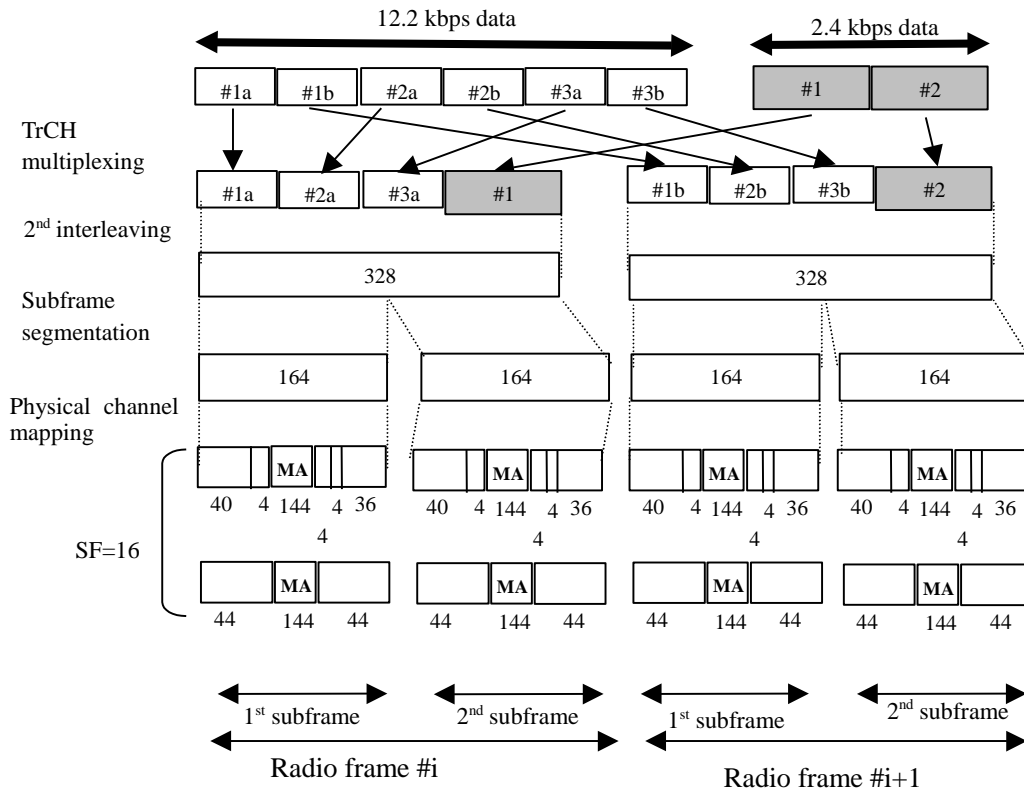 12.2 kbps data
2.4 kbps data
#1a #1b #2a #2b #3a #3b #1 #2
TrCH
multiplexing
#1a #2a #3a #1 #1b #2b #3b #2
2nd interleaving
328 328
Subframe
segmentation
164 164 164 164
Physical channel
mapping
MA MA MA MA
40 4 144 4 36 40 4 144 4 36 40 4 144 4 36 40 4 144 4 36
4 4 4 4
SF=16
MA MA MA MA
44 144 44 44 144 44 44 144 44 44 144 44
1st subframe 2nd subframe 1st subframe 2nd subframe
Radio frame #i Radio frame #i+1